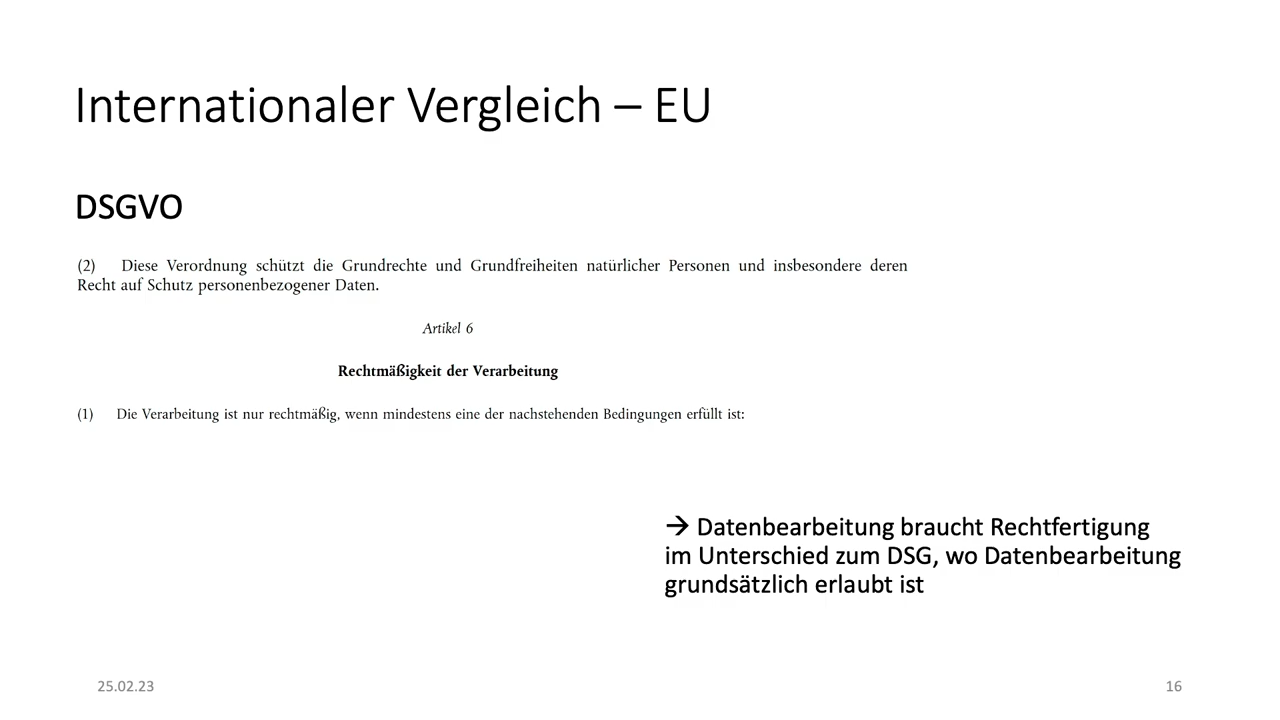 Internationaler Vergleich – EU
DSGVO
(2) Diese Verordnung schützt die Grundrechte und Grundfreiheiten natürlicher Personen und insbesondere deren
Recht auf Schutz personenbezogener Daten.
Artikel 6
Rechtmäßigkeit der Verarbeitung
(1) Die Verarbeitung ist nur rechtmäßig, wenn mindestens eine der nachstehenden Bedingungen erfüllt ist:
→ Datenbearbeitung braucht Rechtfertigung
im Unterschied zum DSG, wo Datenbearbeitung
grundsätzlich erlaubt ist
25.02.23
16